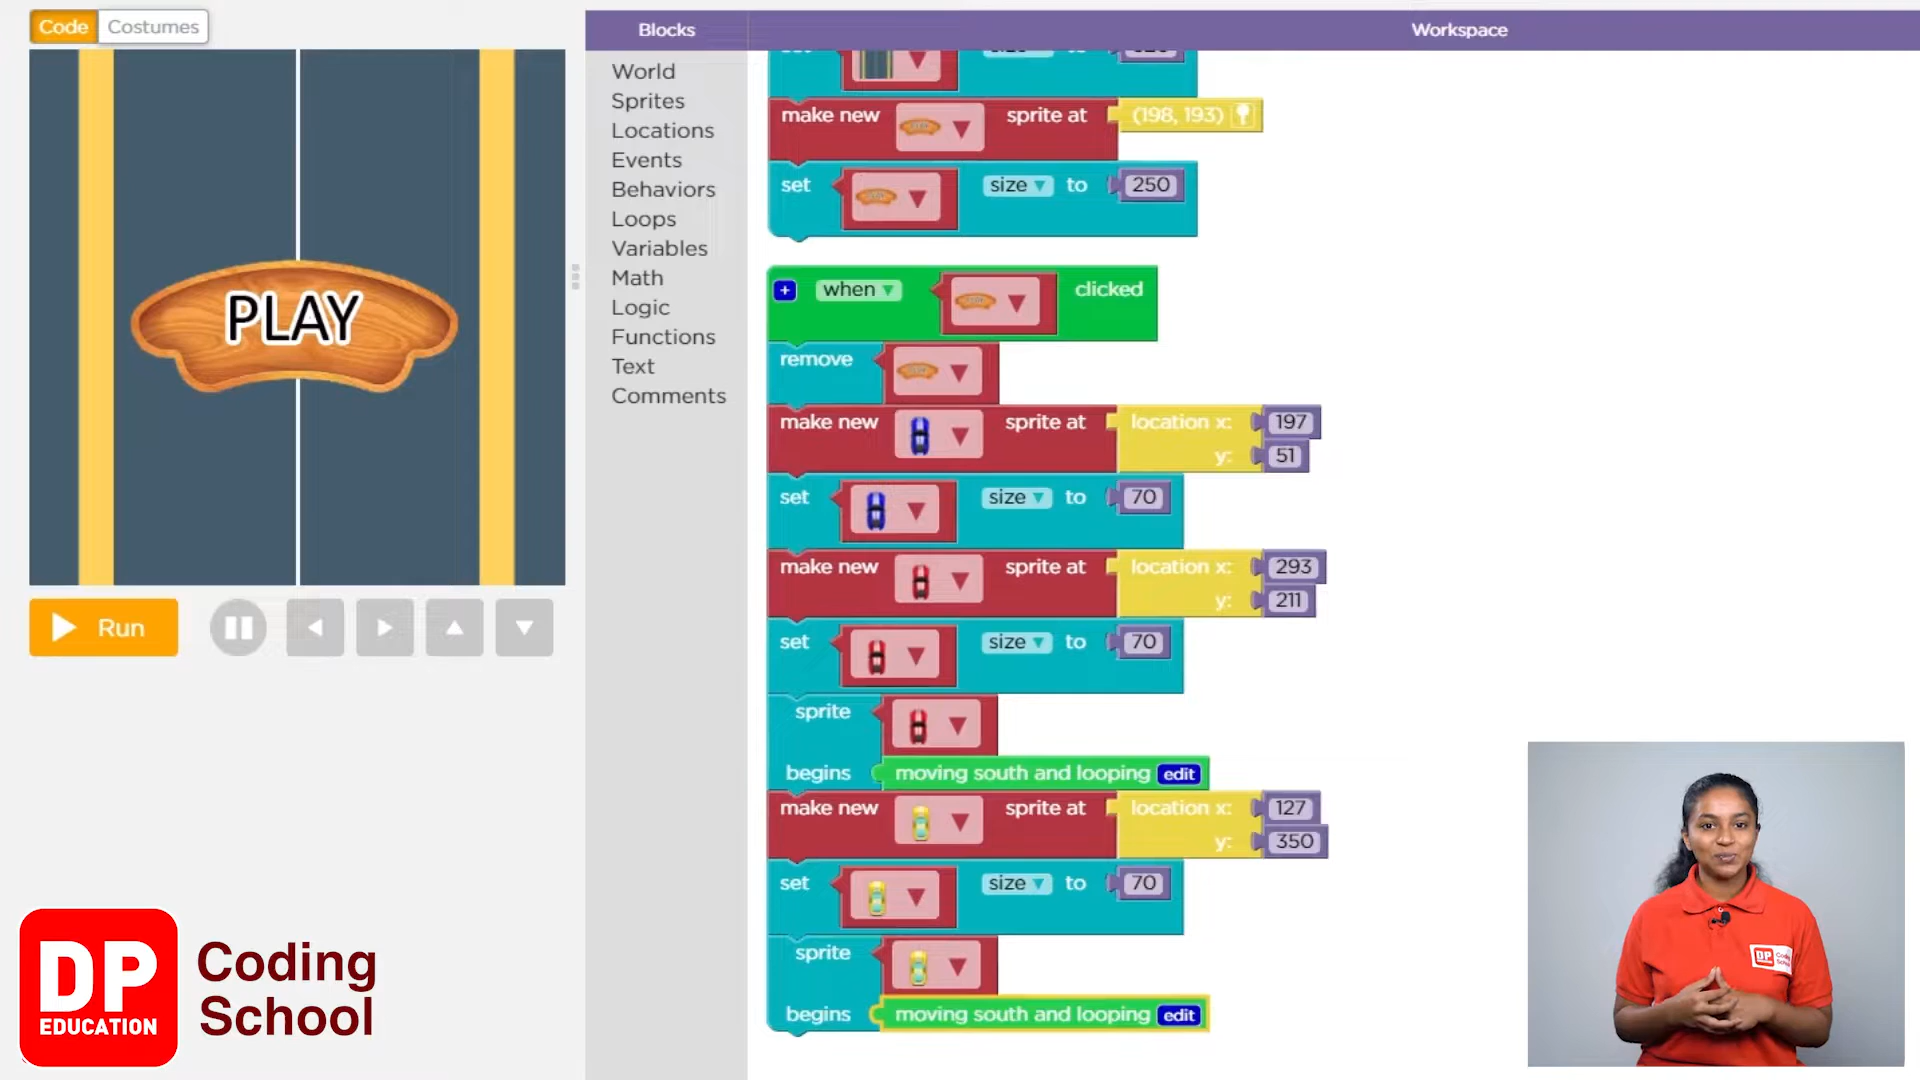 Code Costumes
Blocks
Workspace
World
Sprites
Locations
Events
Behaviors
Loops
Variables
Math
Logic
Functions
Text
Comments
make new sprite at (198, 193)
set size to 250
+ when clicked
remove
make new sprite at location x: 197
y: 51
set size to 70
make new sprite at location x: 293
y: 211
set size to 70
sprite
begins moving south and looping edit
make new sprite at location x: 127
y: 350
set size to 70
sprite
begins moving south and looping edit
PLAY
Run
DP
EDUCATION
Coding
School